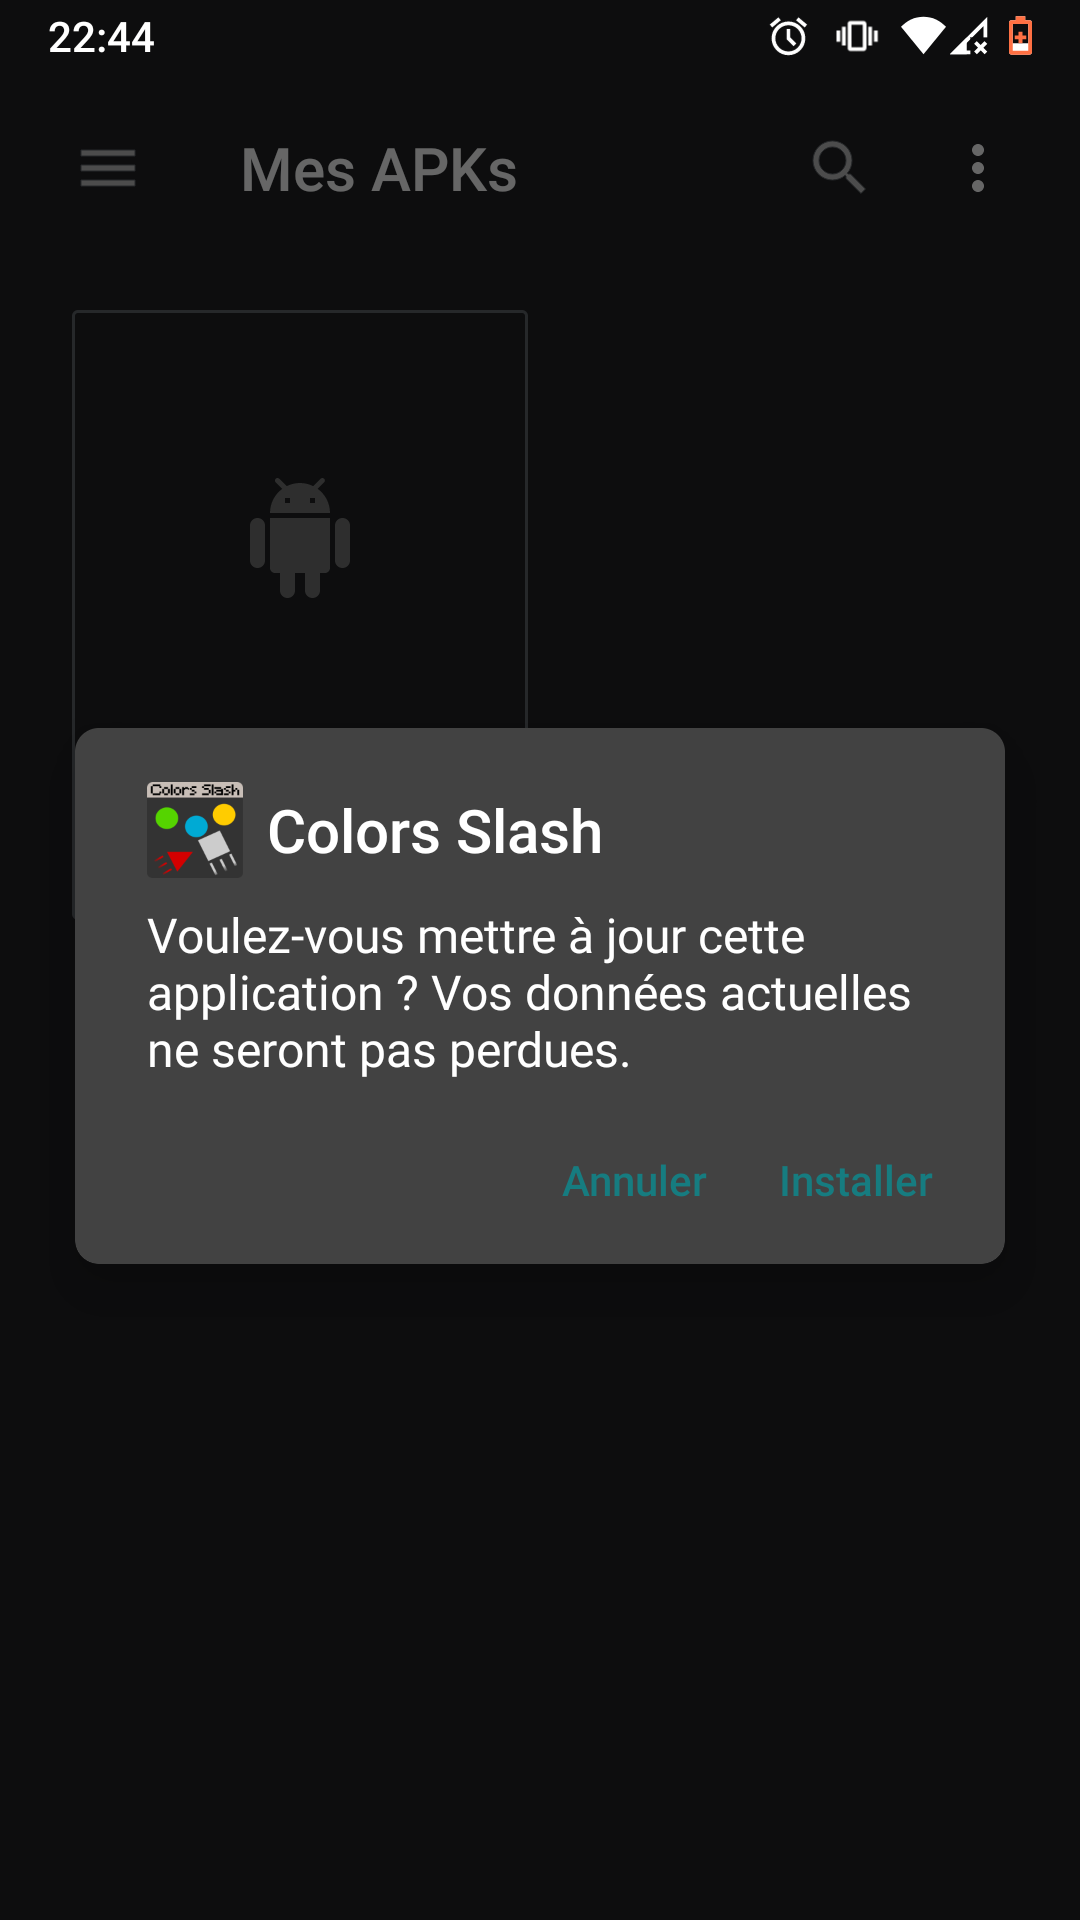 22:44
Mes APKs
Colors Slash
Colors Slash
Voulez-vous mettre à jour cette
application ? Vos données actuelles
ne seront pas perdues.
Annuler Installer